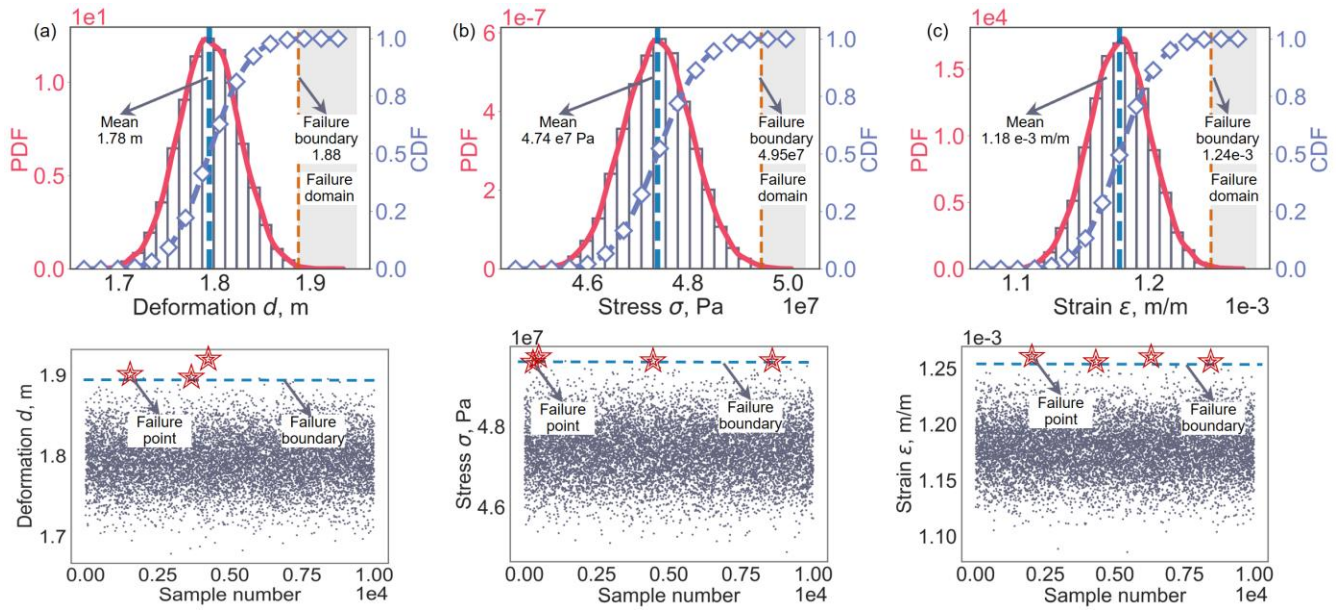 (a)
1e1
PDF
1.0
0.5
0.0
Mean
1.78 m
Failure
boundary
1.88
Failure
domain
1.0
0.8
0.5
0.2
0.0
CDF
1.7
1.8
1.9
Deformation d, m
(b)
1e-7
PDF
6
4
2
0
Mean
4.74 e7 Pa
Failure
boundary
4.95e7
Failure
domain
1.0
0.8
0.5
0.2
0.0
CDF
4.6
4.8
5.0
Stress σ, Pa
1e7
(c)
1e4
PDF
1.5
1.0
0.5
0.0
Mean
1.18 e-3 m/m
Failure
boundary
1.24e-3
Failure
domain
1.0
0.8
0.5
0.2
0.0
CDF
1.1
1.2
Strain ε, m/m
1e-3
Deformation d, m
1.9
1.8
1.7
Failure
point
Failure
boundary
0.00
0.25
0.50
0.75
1.00
Sample number
1e4
1e7
Stress σ, Pa
4.8
4.6
Failure
point
Failure
boundary
0.00
0.25
0.50
0.75
1.00
Sample number
1e4
1e-3
Strain ε, m/m
1.25
1.20
1.15
1.10
Failure
point
Failure
boundary
0.00
0.25
0.50
0.75
1.00
Sample number
1e4